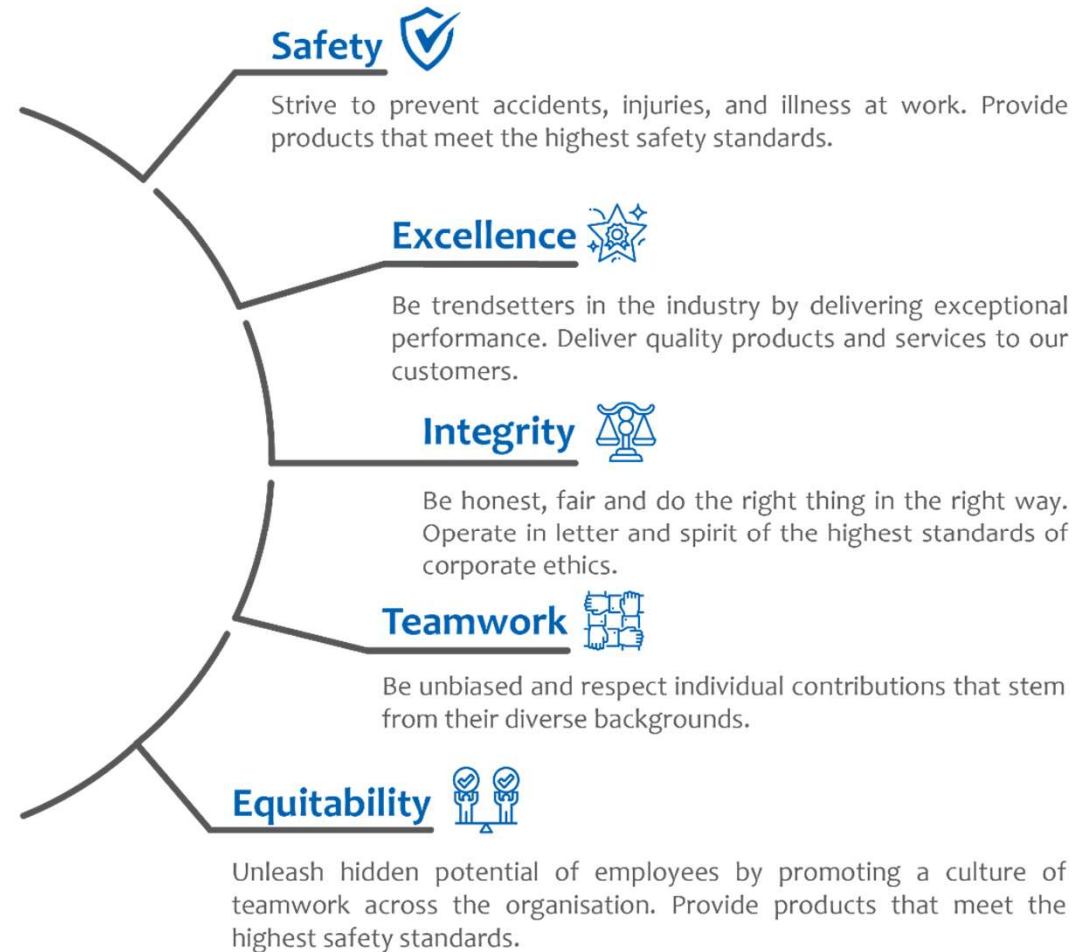 Safety
Strive to prevent accidents, injuries, and illness at work. Provide
products that meet the highest safety standards.
Excellence
Be trendsetters in the industry by delivering exceptional
performance. Deliver quality products and services to our
customers.
Integrity
Be honest, fair and do the right thing in the right way.
Operate in letter and spirit of the highest standards of
corporate ethics.
Teamwork
Be unbiased and respect individual contributions that stem
from their diverse backgrounds.
Equitability
Unleash hidden potential of employees by promoting a culture of
teamwork across the organisation. Provide products that meet the
highest safety standards.